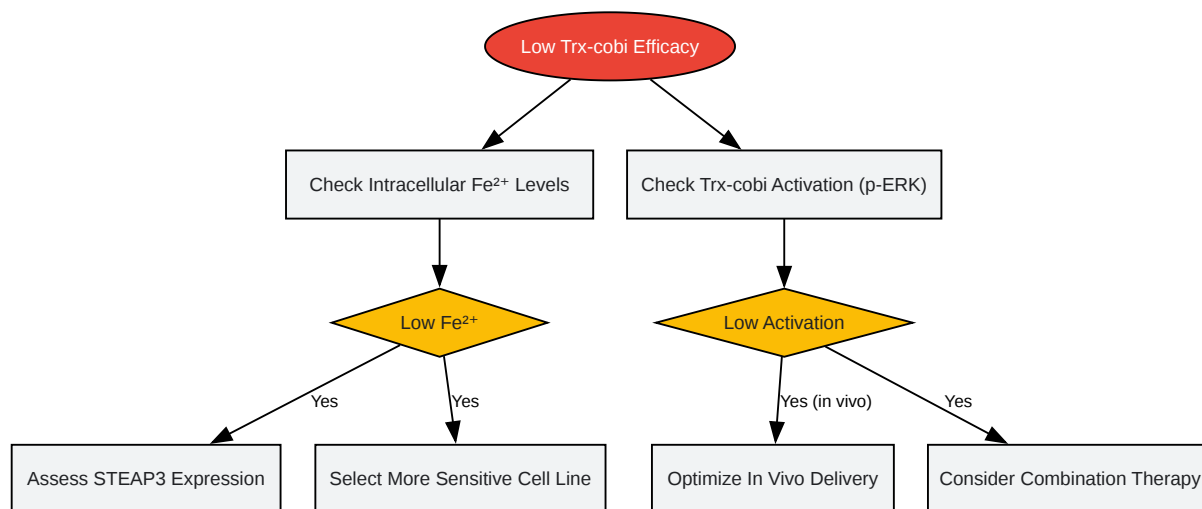 Low Trx-cobi Efficacy
Check Intracellular Fe²⁺ Levels
Check Trx-cobi Activation (p-ERK)
Low Fe²⁺
Low Activation
Yes
Yes
Yes (in vivo)
Yes
Assess STEAP3 Expression
Select More Sensitive Cell Line
Optimize In Vivo Delivery
Consider Combination Therapy